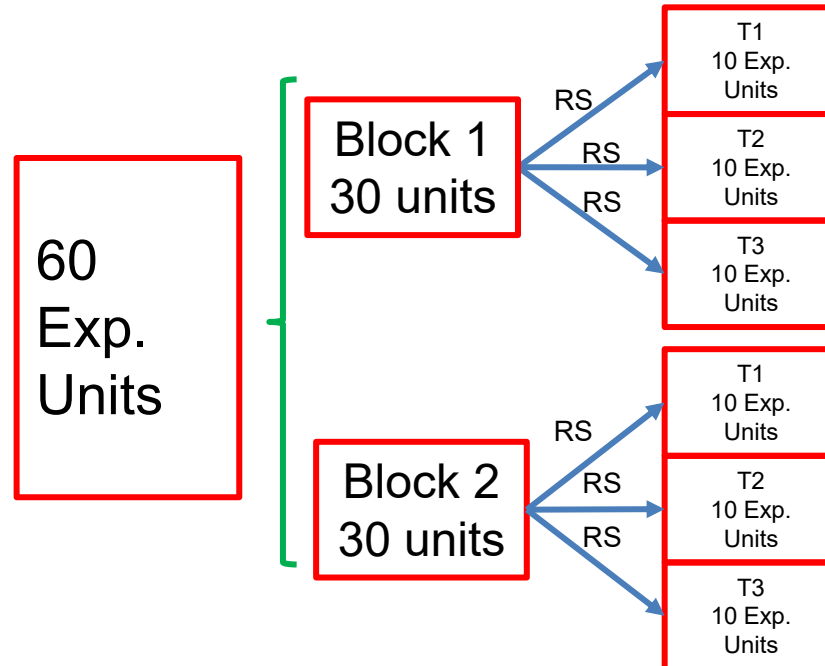 60
Exp.
Units
Block 1
30 units
RS
RS
RS
T1
10 Exp.
Units
T2
10 Exp.
Units
T3
10 Exp.
Units
Block 2
30 units
RS
RS
RS
T1
10 Exp.
Units
T2
10 Exp.
Units
T3
10 Exp.
Units